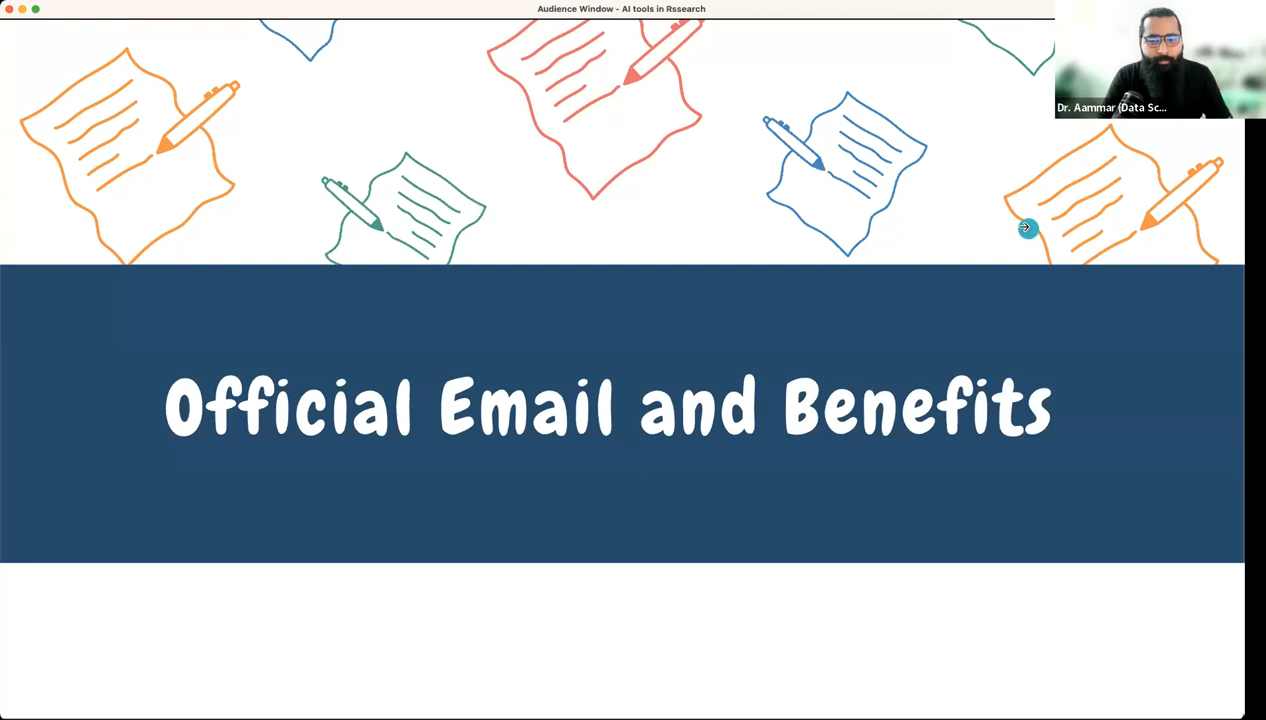 Audience Window - AI tools in Rssearch
Dr. Aammar (Data Sc...
Official Email and Benefits